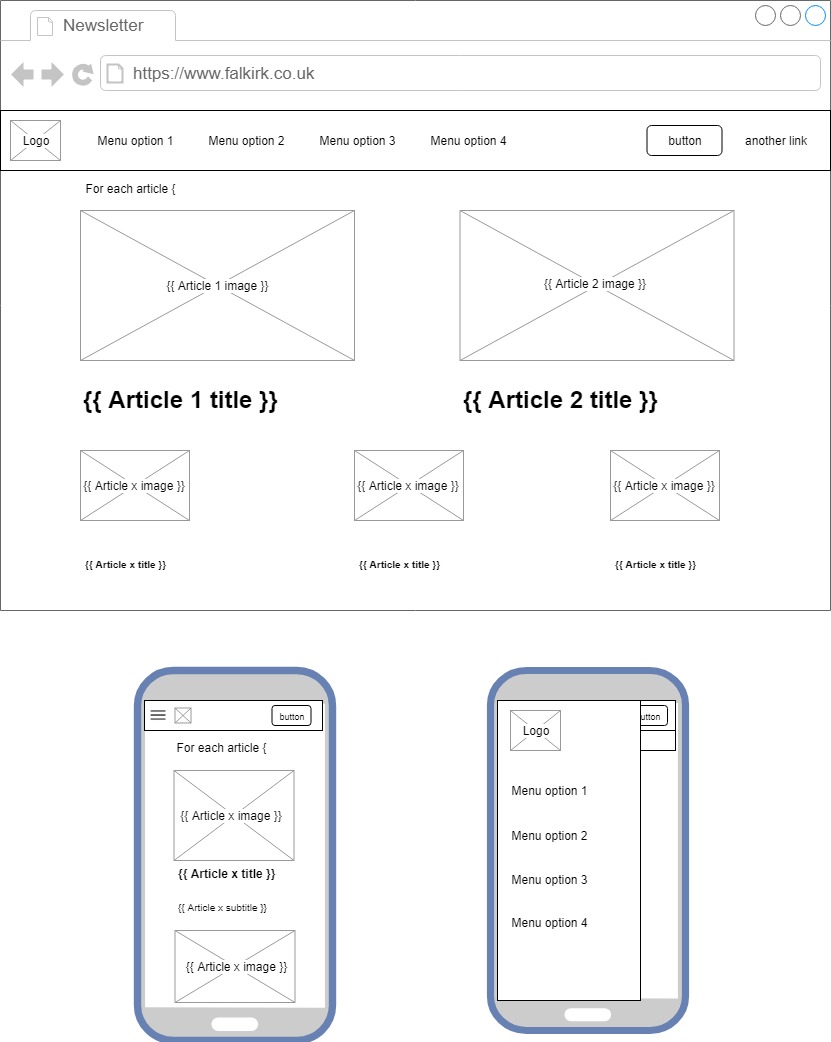 Newsletter
https://www.falkirk.co.uk
Logo Menu option 1 Menu option 2 Menu option 3 Menu option 4 button another link
For each article {
{{ Article 1 image }} {{ Article 2 image }}
{{ Article 1 title }} {{ Article 2 title }}
{{ Article x image }} {{ Article x image }} {{ Article x image }}
{{ Article x title }} {{ Article x title }} {{ Article x title }}
button
For each article {
{{ Article x image }}
{{ Article x title }}
{{ Article x subtitle }}
{{ Article x image }}
utton
Logo
Menu option 1
Menu option 2
Menu option 3
Menu option 4